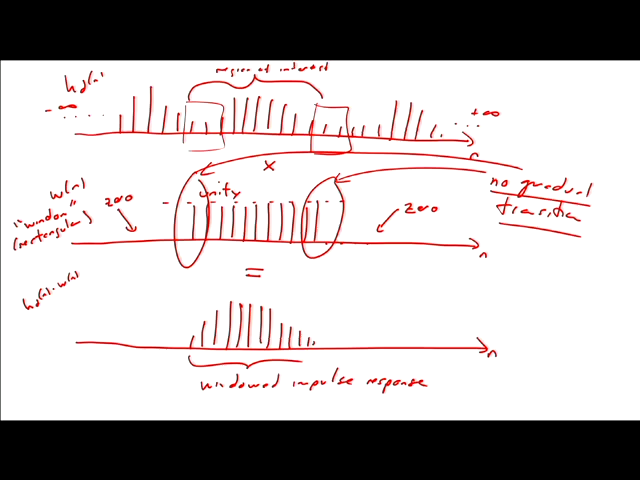 region of interest
hd(n)
-∞ .....
... +∞
n
x
no gradual
transition
w(n)
"window"
(rectangular)
zero
unity
zero
n
=
hd(n)·w(n)
n
windowed impulse response